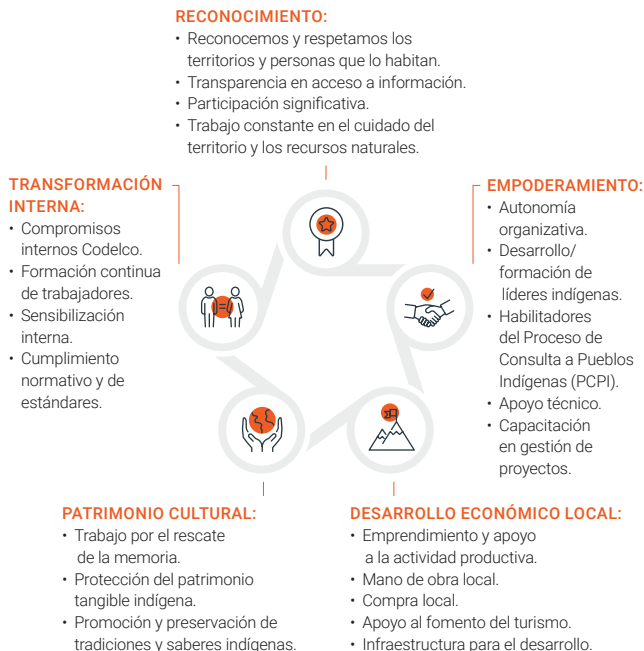 RECONOCIMIENTO:
• Reconocemos y respetamos los
territorios y personas que lo habitan.
• Transparencia en acceso a información.
• Participación significativa.
• Trabajo constante en el cuidado del
territorio y los recursos naturales.
TRANSFORMACIÓN
INTERNA:
• Compromisos
internos Codelco.
• Formación continua
de trabajadores.
• Sensibilización
interna.
• Cumplimiento
normativo y de
estándares.
EMPODERAMIENTO:
• Autonomía
organizativa.
• Desarrollo/
formación de
líderes indígenas.
• Habilitadores
del Proceso de
Consulta a Pueblos
Indígenas (PCPI).
• Apoyo técnico.
• Capacitación
en gestión de
proyectos.
PATRIMONIO CULTURAL:
• Trabajo por el rescate
de la memoria.
• Protección del patrimonio
tangible indígena.
• Promoción y preservación de
tradiciones y saberes indígenas.
DESARROLLO ECONÓMICO LOCAL:
• Emprendimiento y apoyo
a la actividad productiva.
• Mano de obra local.
• Compra local.
• Apoyo al fomento del turismo.
• Infraestructura para el desarrollo.